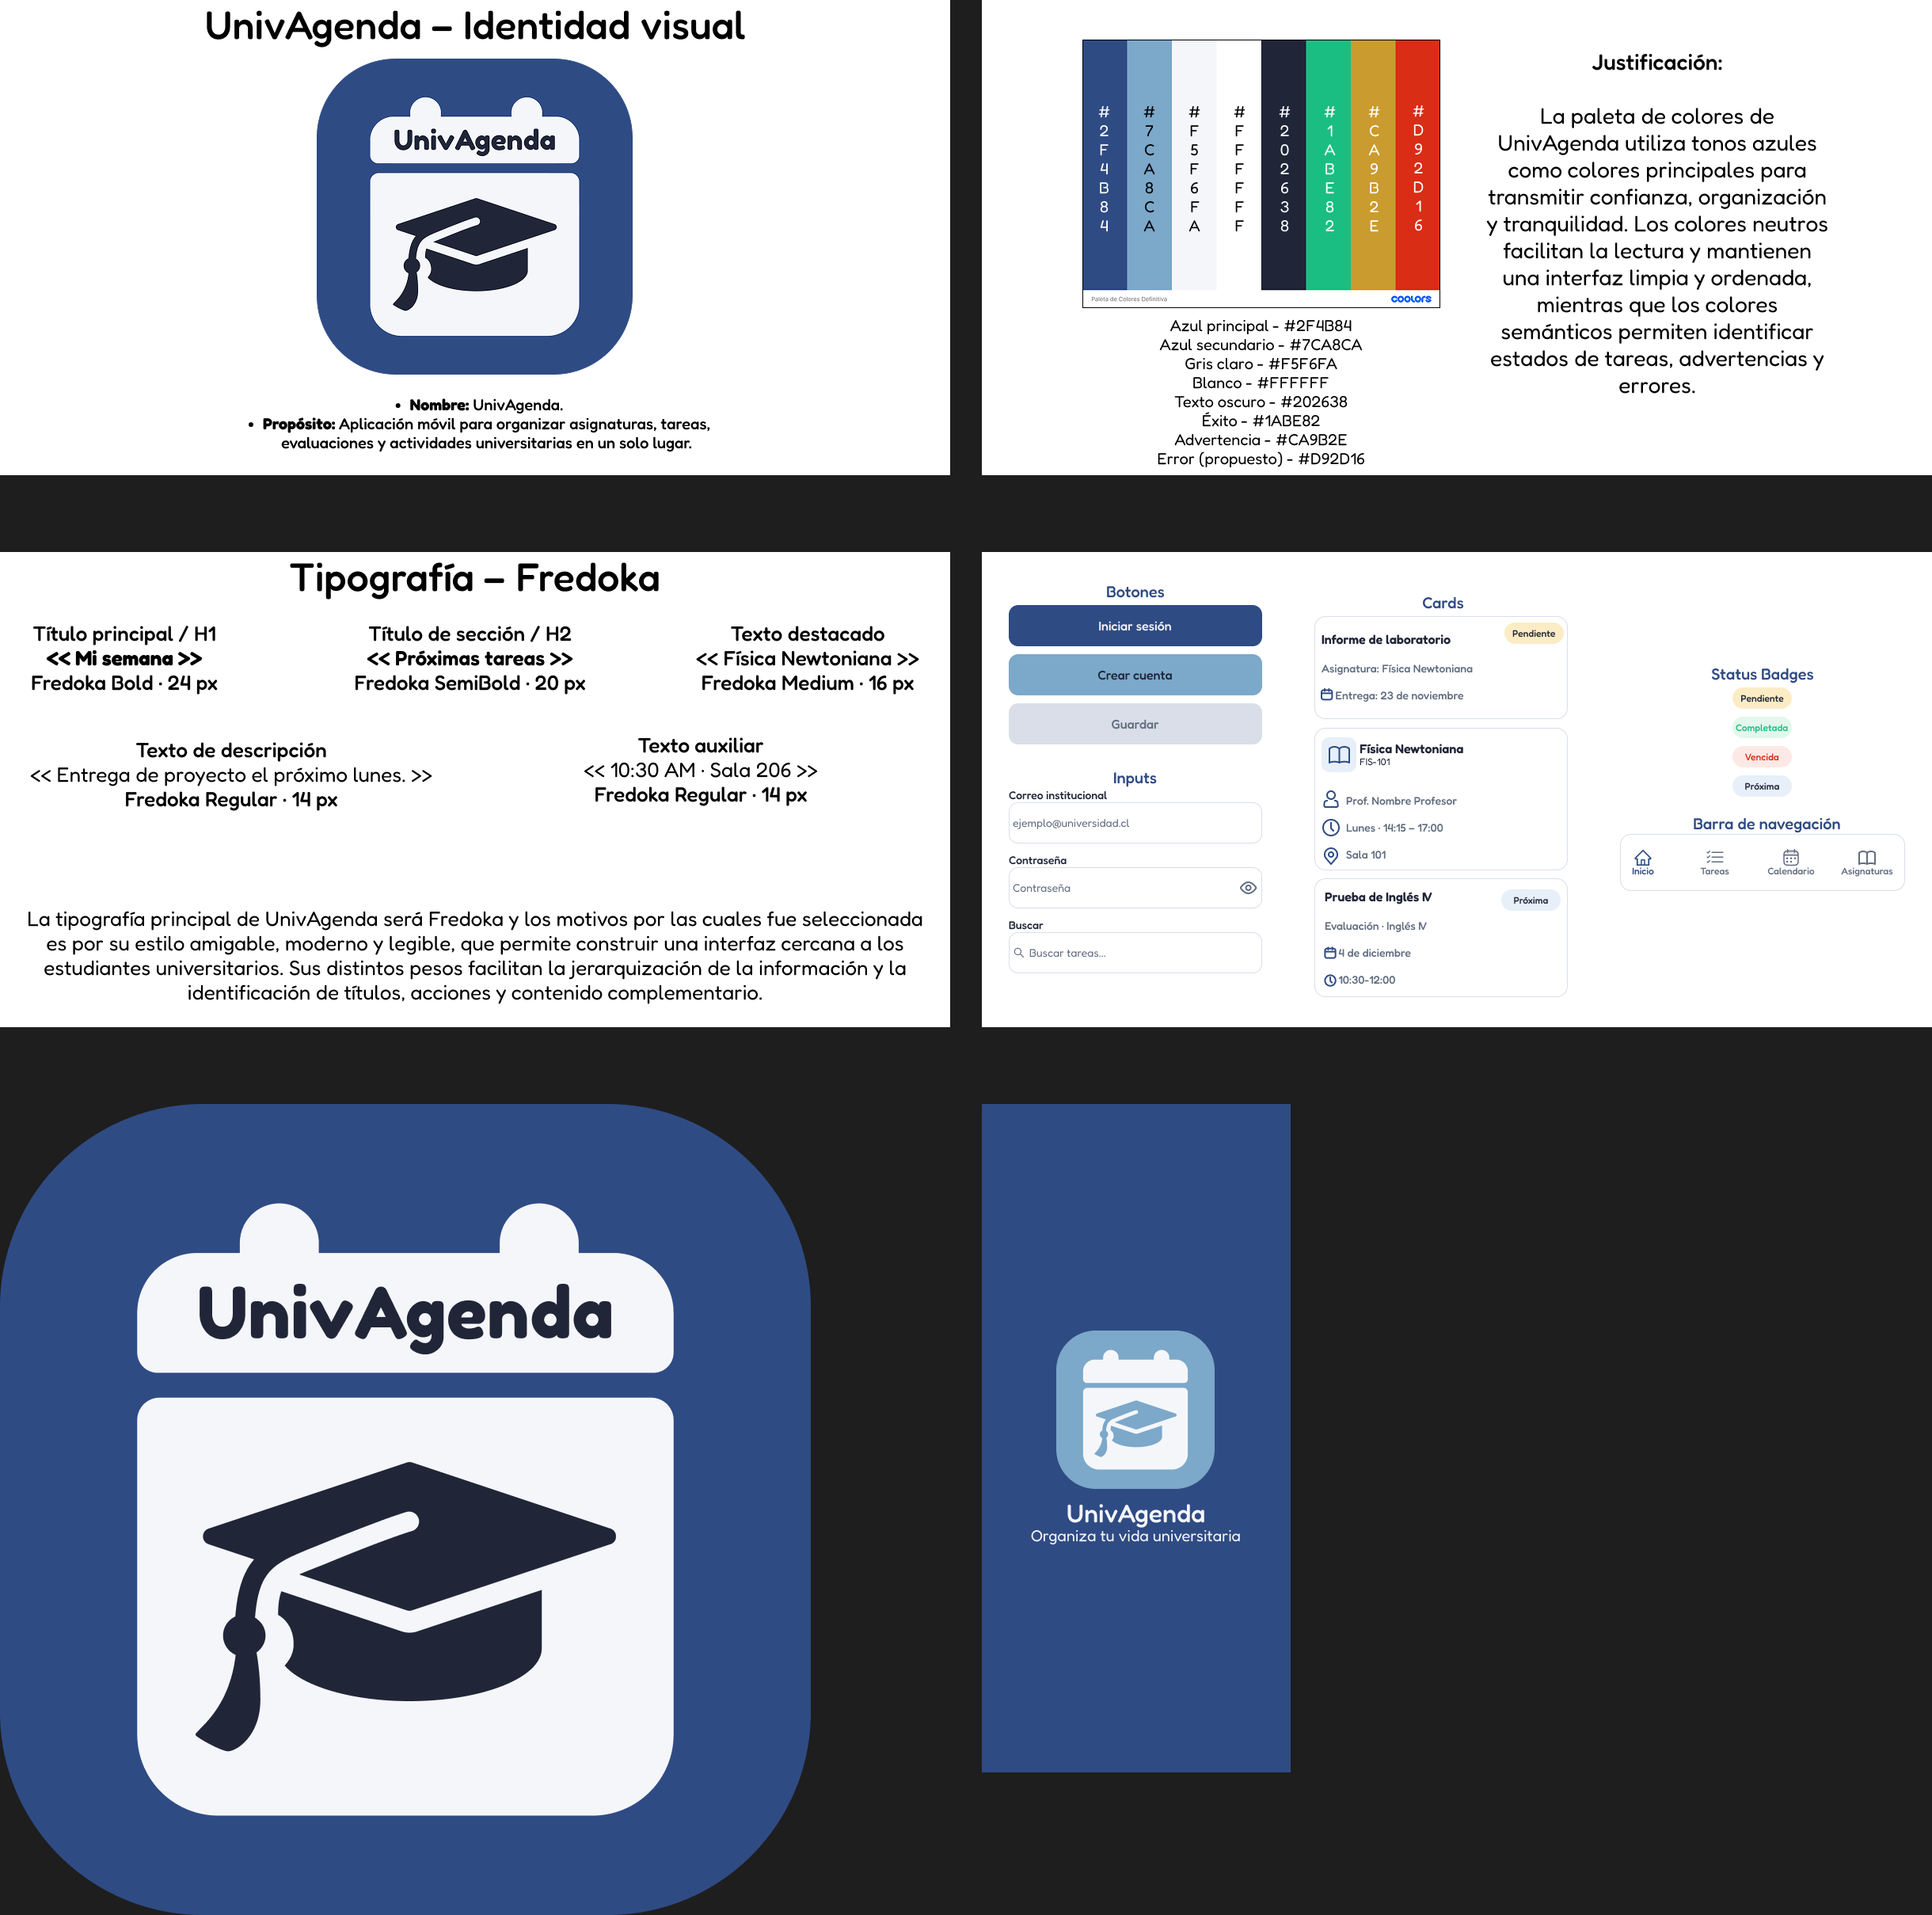 UnivAgenda – Identidad visual
UnivAgenda
• Nombre: UnivAgenda.
• Propósito: Aplicación móvil para organizar asignaturas, tareas,
evaluaciones y actividades universitarias en un solo lugar.
#2F4B84
#7CA8CA
#F5F6FA
#FFFFFF
#202638
#1ABE82
#CA9B2E
#D92D16
Paleta de Colores Definitiva
coolors
Azul principal - #2F4B84
Azul secundario - #7CA8CA
Gris claro - #F5F6FA
Blanco - #FFFFFF
Texto oscuro - #202638
Éxito - #1ABE82
Advertencia - #CA9B2E
Error (propuesto) - #D92D16
Justificación:
La paleta de colores de
UnivAgenda utiliza tonos azules
como colores principales para
transmitir confianza, organización
y tranquilidad. Los colores neutros
facilitan la lectura y mantienen
una interfaz limpia y ordenada,
mientras que los colores
semánticos permiten identificar
estados de tareas, advertencias y
errores.
Tipografía – Fredoka
Título principal / H1
<< Mi semana >>
Fredoka Bold · 24 px
Título de sección / H2
<< Próximas tareas >>
Fredoka SemiBold · 20 px
Texto destacado
<< Física Newtoniana >>
Fredoka Medium · 16 px
Texto de descripción
<< Entrega de proyecto el próximo lunes. >>
Fredoka Regular · 14 px
Texto auxiliar
<< 10:30 AM · Sala 206 >>
Fredoka Regular · 14 px
La tipografía principal de UnivAgenda será Fredoka y los motivos por las cuales fue seleccionada
es por su estilo amigable, moderno y legible, que permite construir una interfaz cercana a los
estudiantes universitarios. Sus distintos pesos facilitan la jerarquización de la información y la
identificación de títulos, acciones y contenido complementario.
Botones
Iniciar sesión
Crear cuenta
Guardar
Inputs
Correo institucional
ejemplo@universidad.cl
Contraseña
Contraseña
Buscar
Buscar tareas...
Cards
Informe de laboratorio
Pendiente
Asignatura: Física Newtoniana
Entrega: 23 de noviembre
Física Newtoniana
FIS-101
Prof. Nombre Profesor
Lunes · 14:15 – 17:00
Sala 101
Prueba de Inglés IV
Próxima
Evaluación · Inglés IV
4 de diciembre
10:30-12:00
Status Badges
Pendiente
Completada
Vencida
Próxima
Barra de navegación
Inicio
Tareas
Calendario
Asignaturas
UnivAgenda
UnivAgenda
Organiza tu vida universitaria